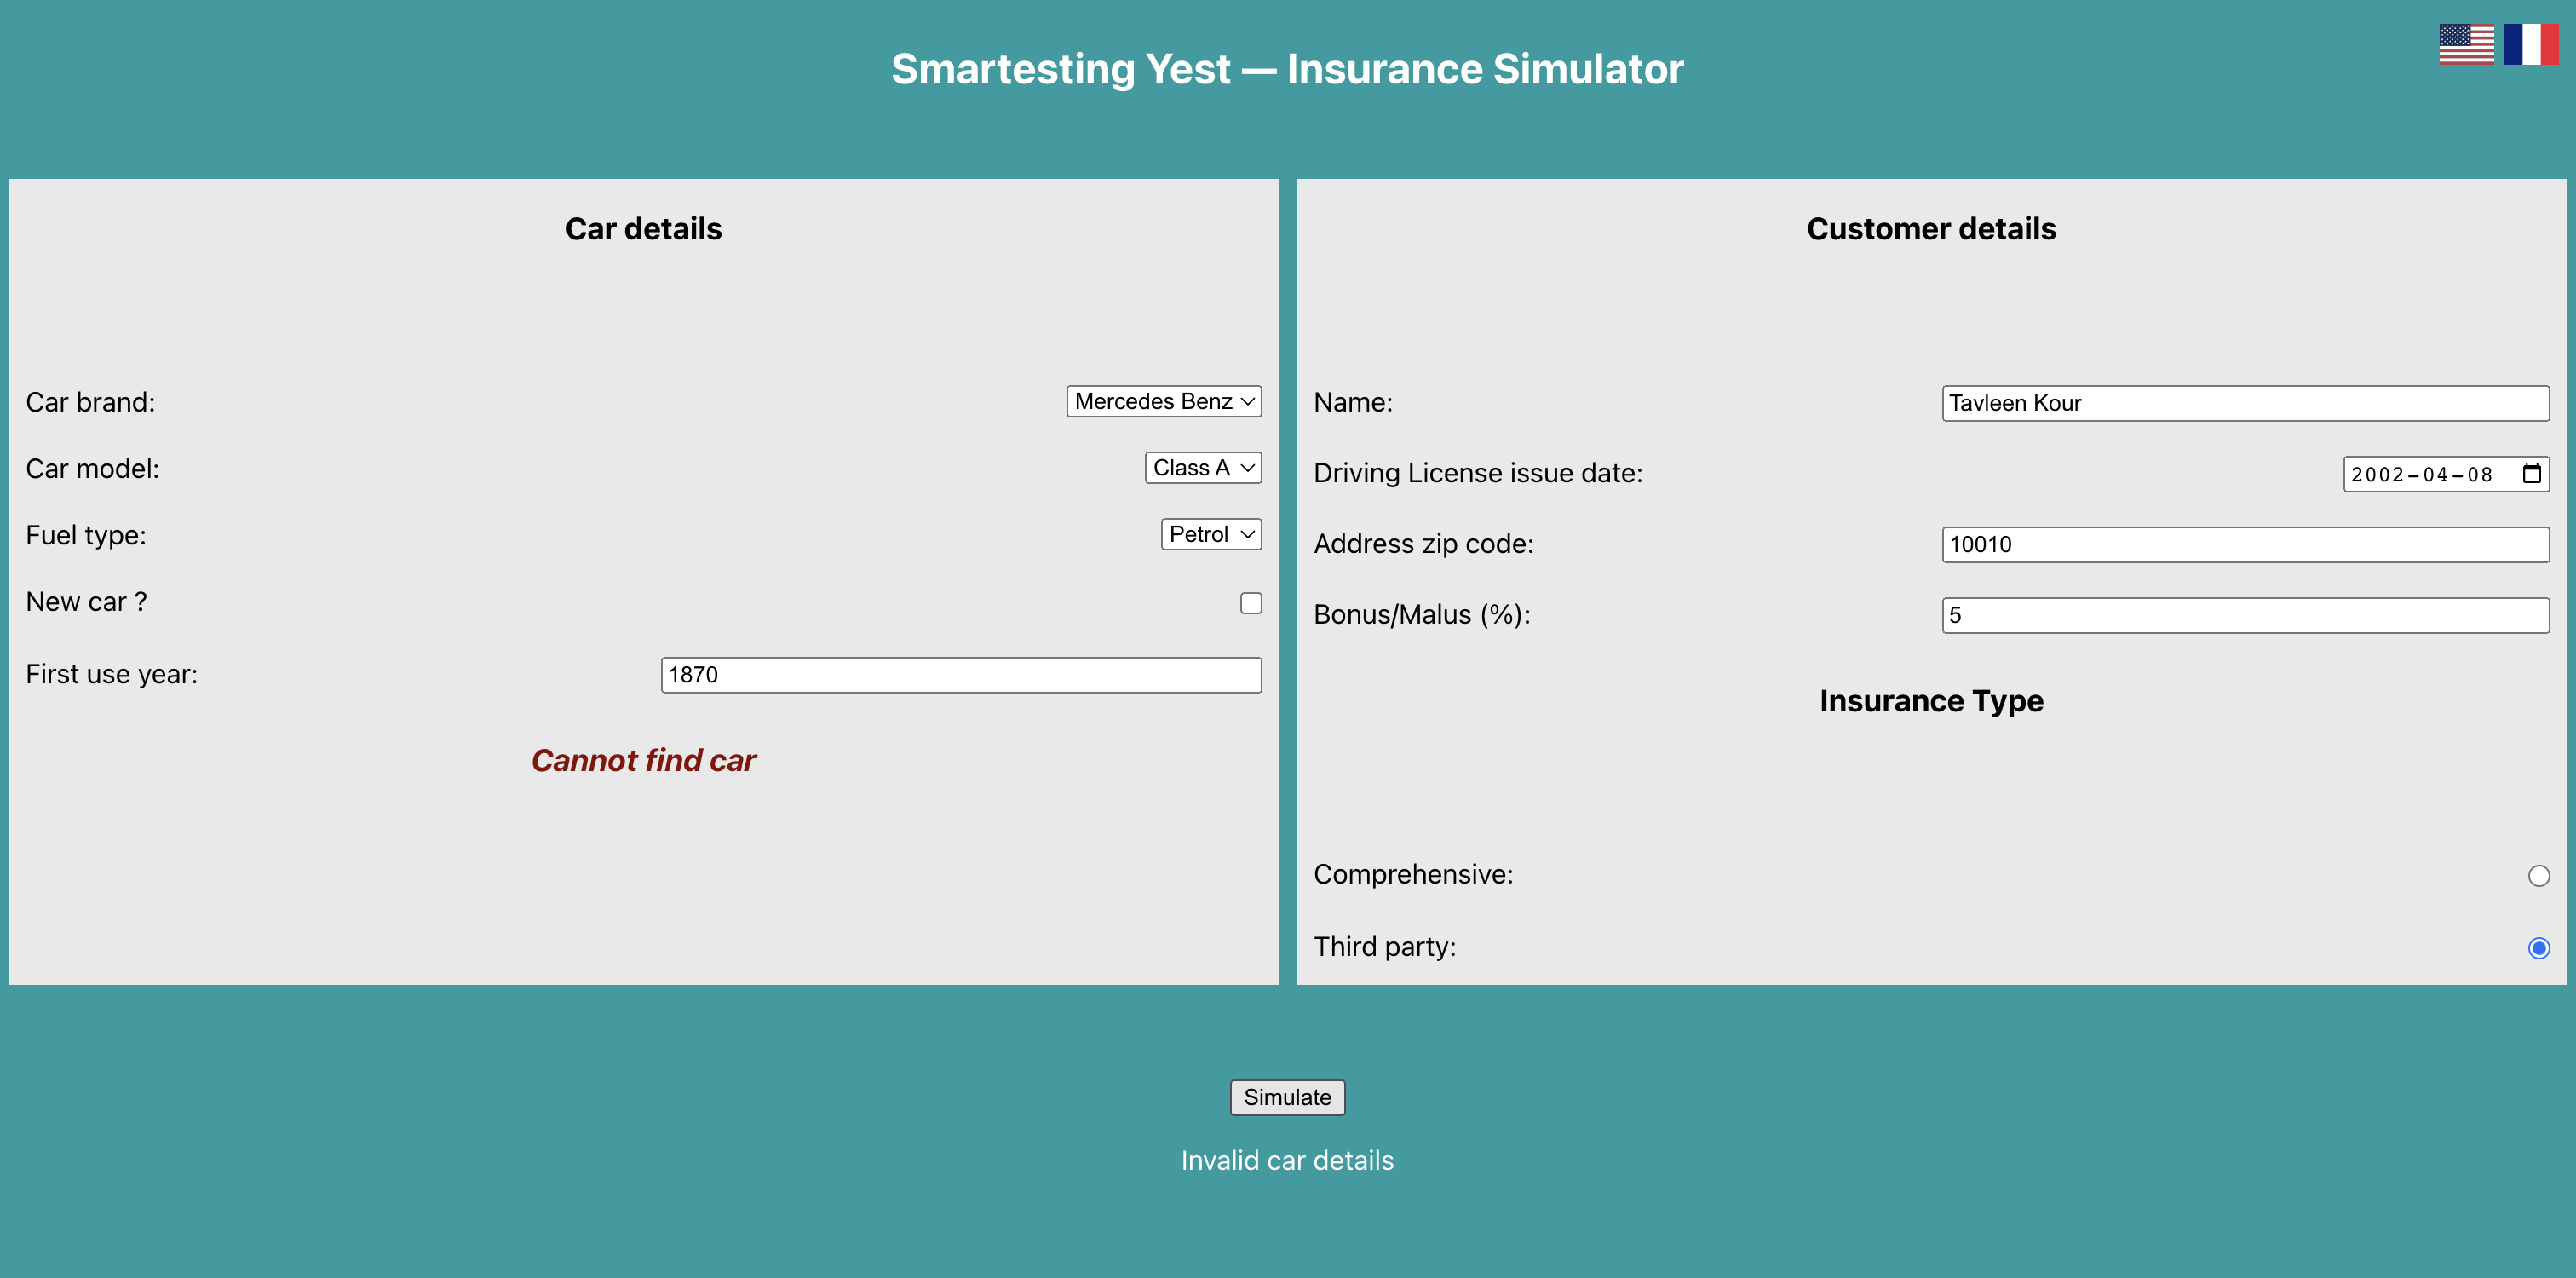 Smartesting Yest — Insurance Simulator
Car details
Car brand: Mercedes Benz
Car model: Class A
Fuel type: Petrol
New car ?
First use year: 1870
Cannot find car
Customer details
Name: Tavleen Kour
Driving License issue date: 2002-04-08
Address zip code: 10010
Bonus/Malus (%): 5
Insurance Type
Comprehensive:
Third party:
Simulate
Invalid car details